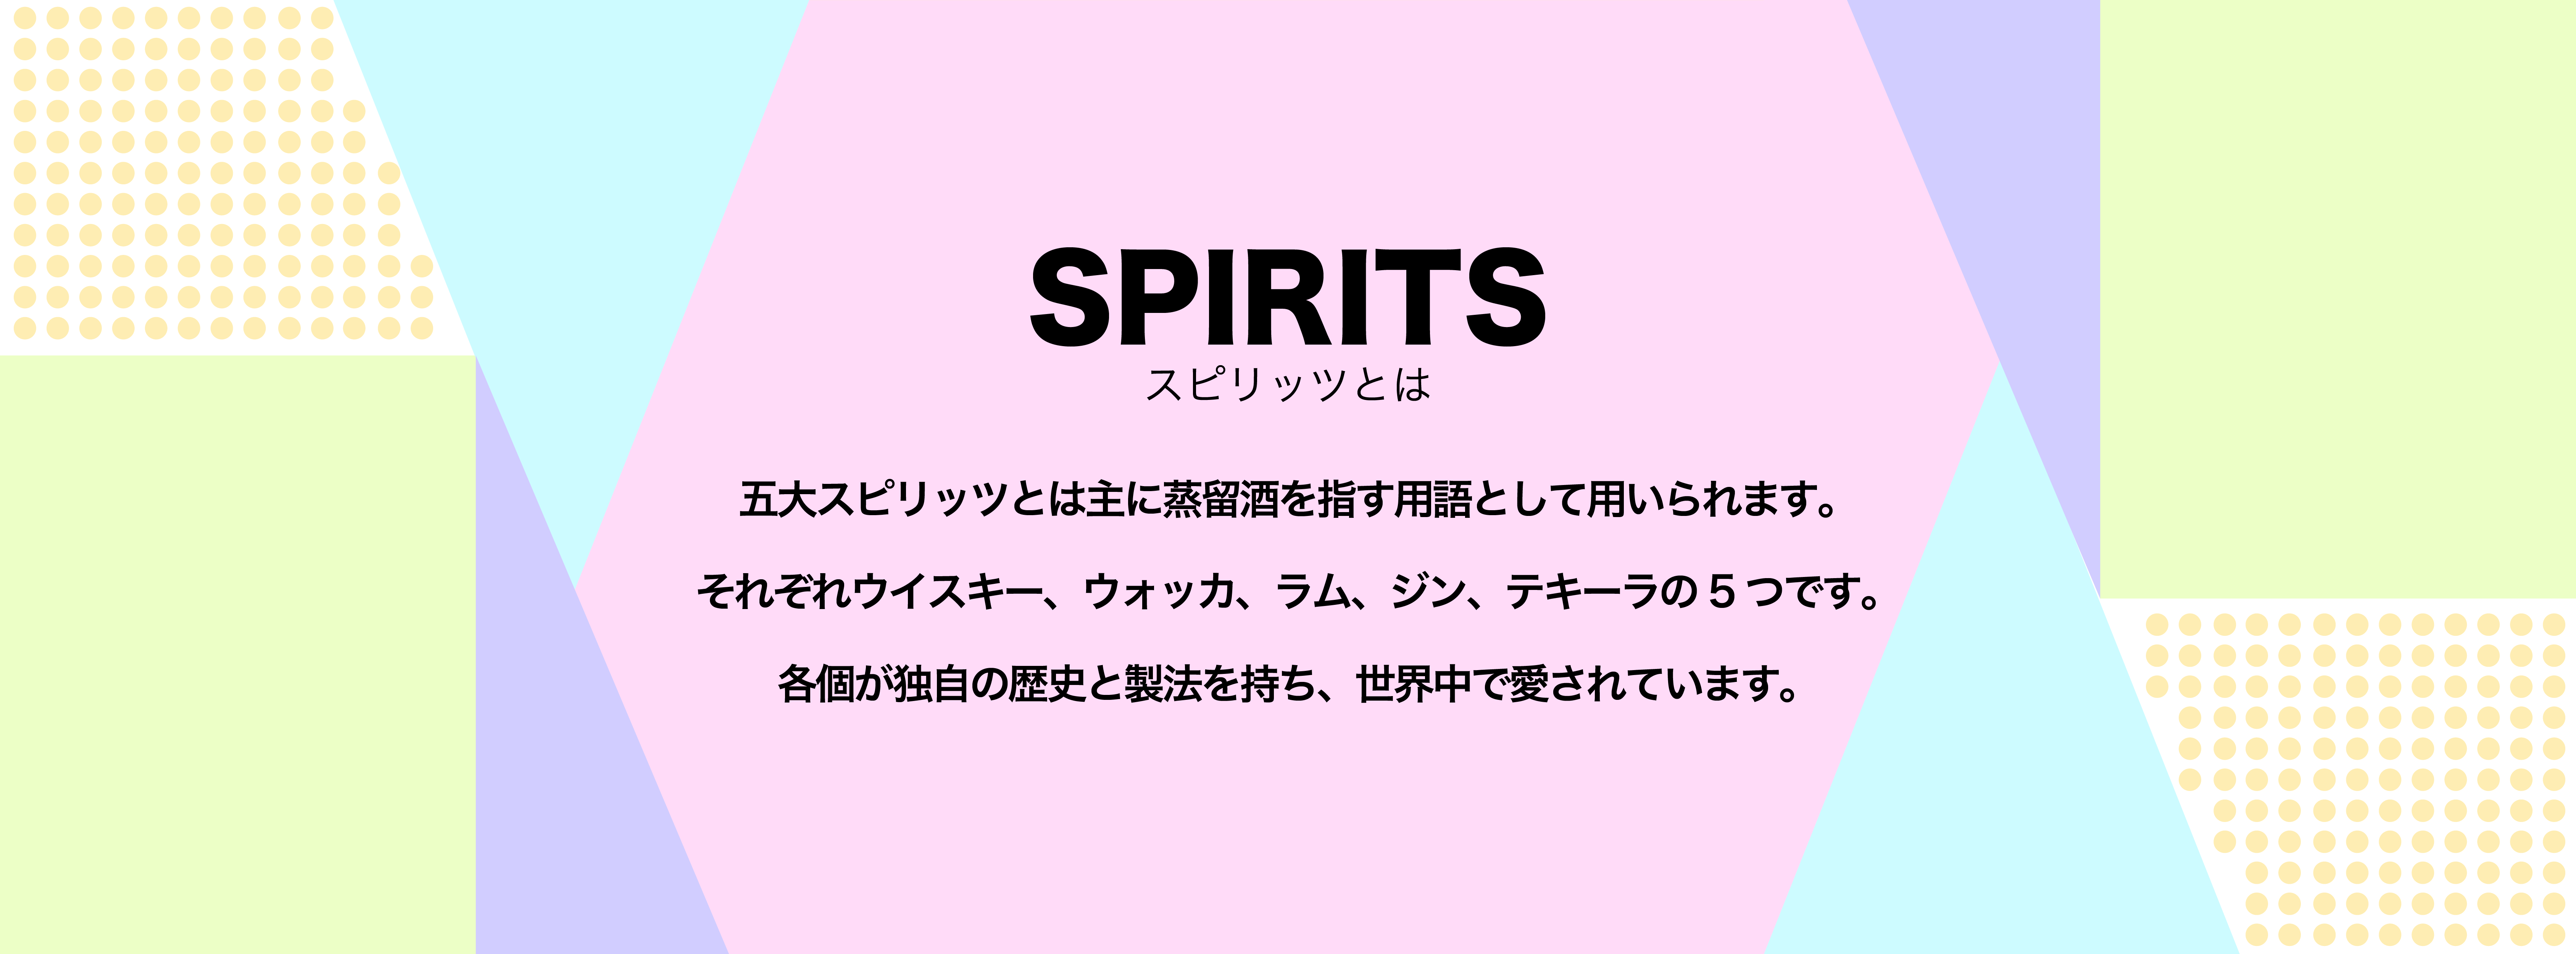 SPIRITS
スピリッツとは
五大スピリッツとは主に蒸留酒を指す用語として用いられます。
それぞれウイスキー、ウォッカ、ラム、ジン、テキーラの５つです。
各個が独自の歴史と製法を持ち、世界中で愛されています。